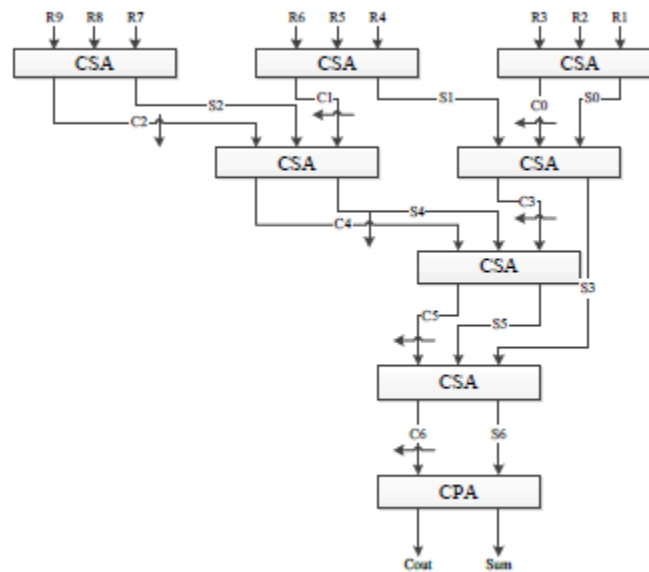 R9 R8 R7 R6 R5 R4 R3 R2 R1
CSA CSA CSA
C2 S2 C1 S1 C0 S0
CSA CSA
C4 S4 C3
CSA
S3
C5 S5
CSA
C6 S6
CPA
Cout Sum